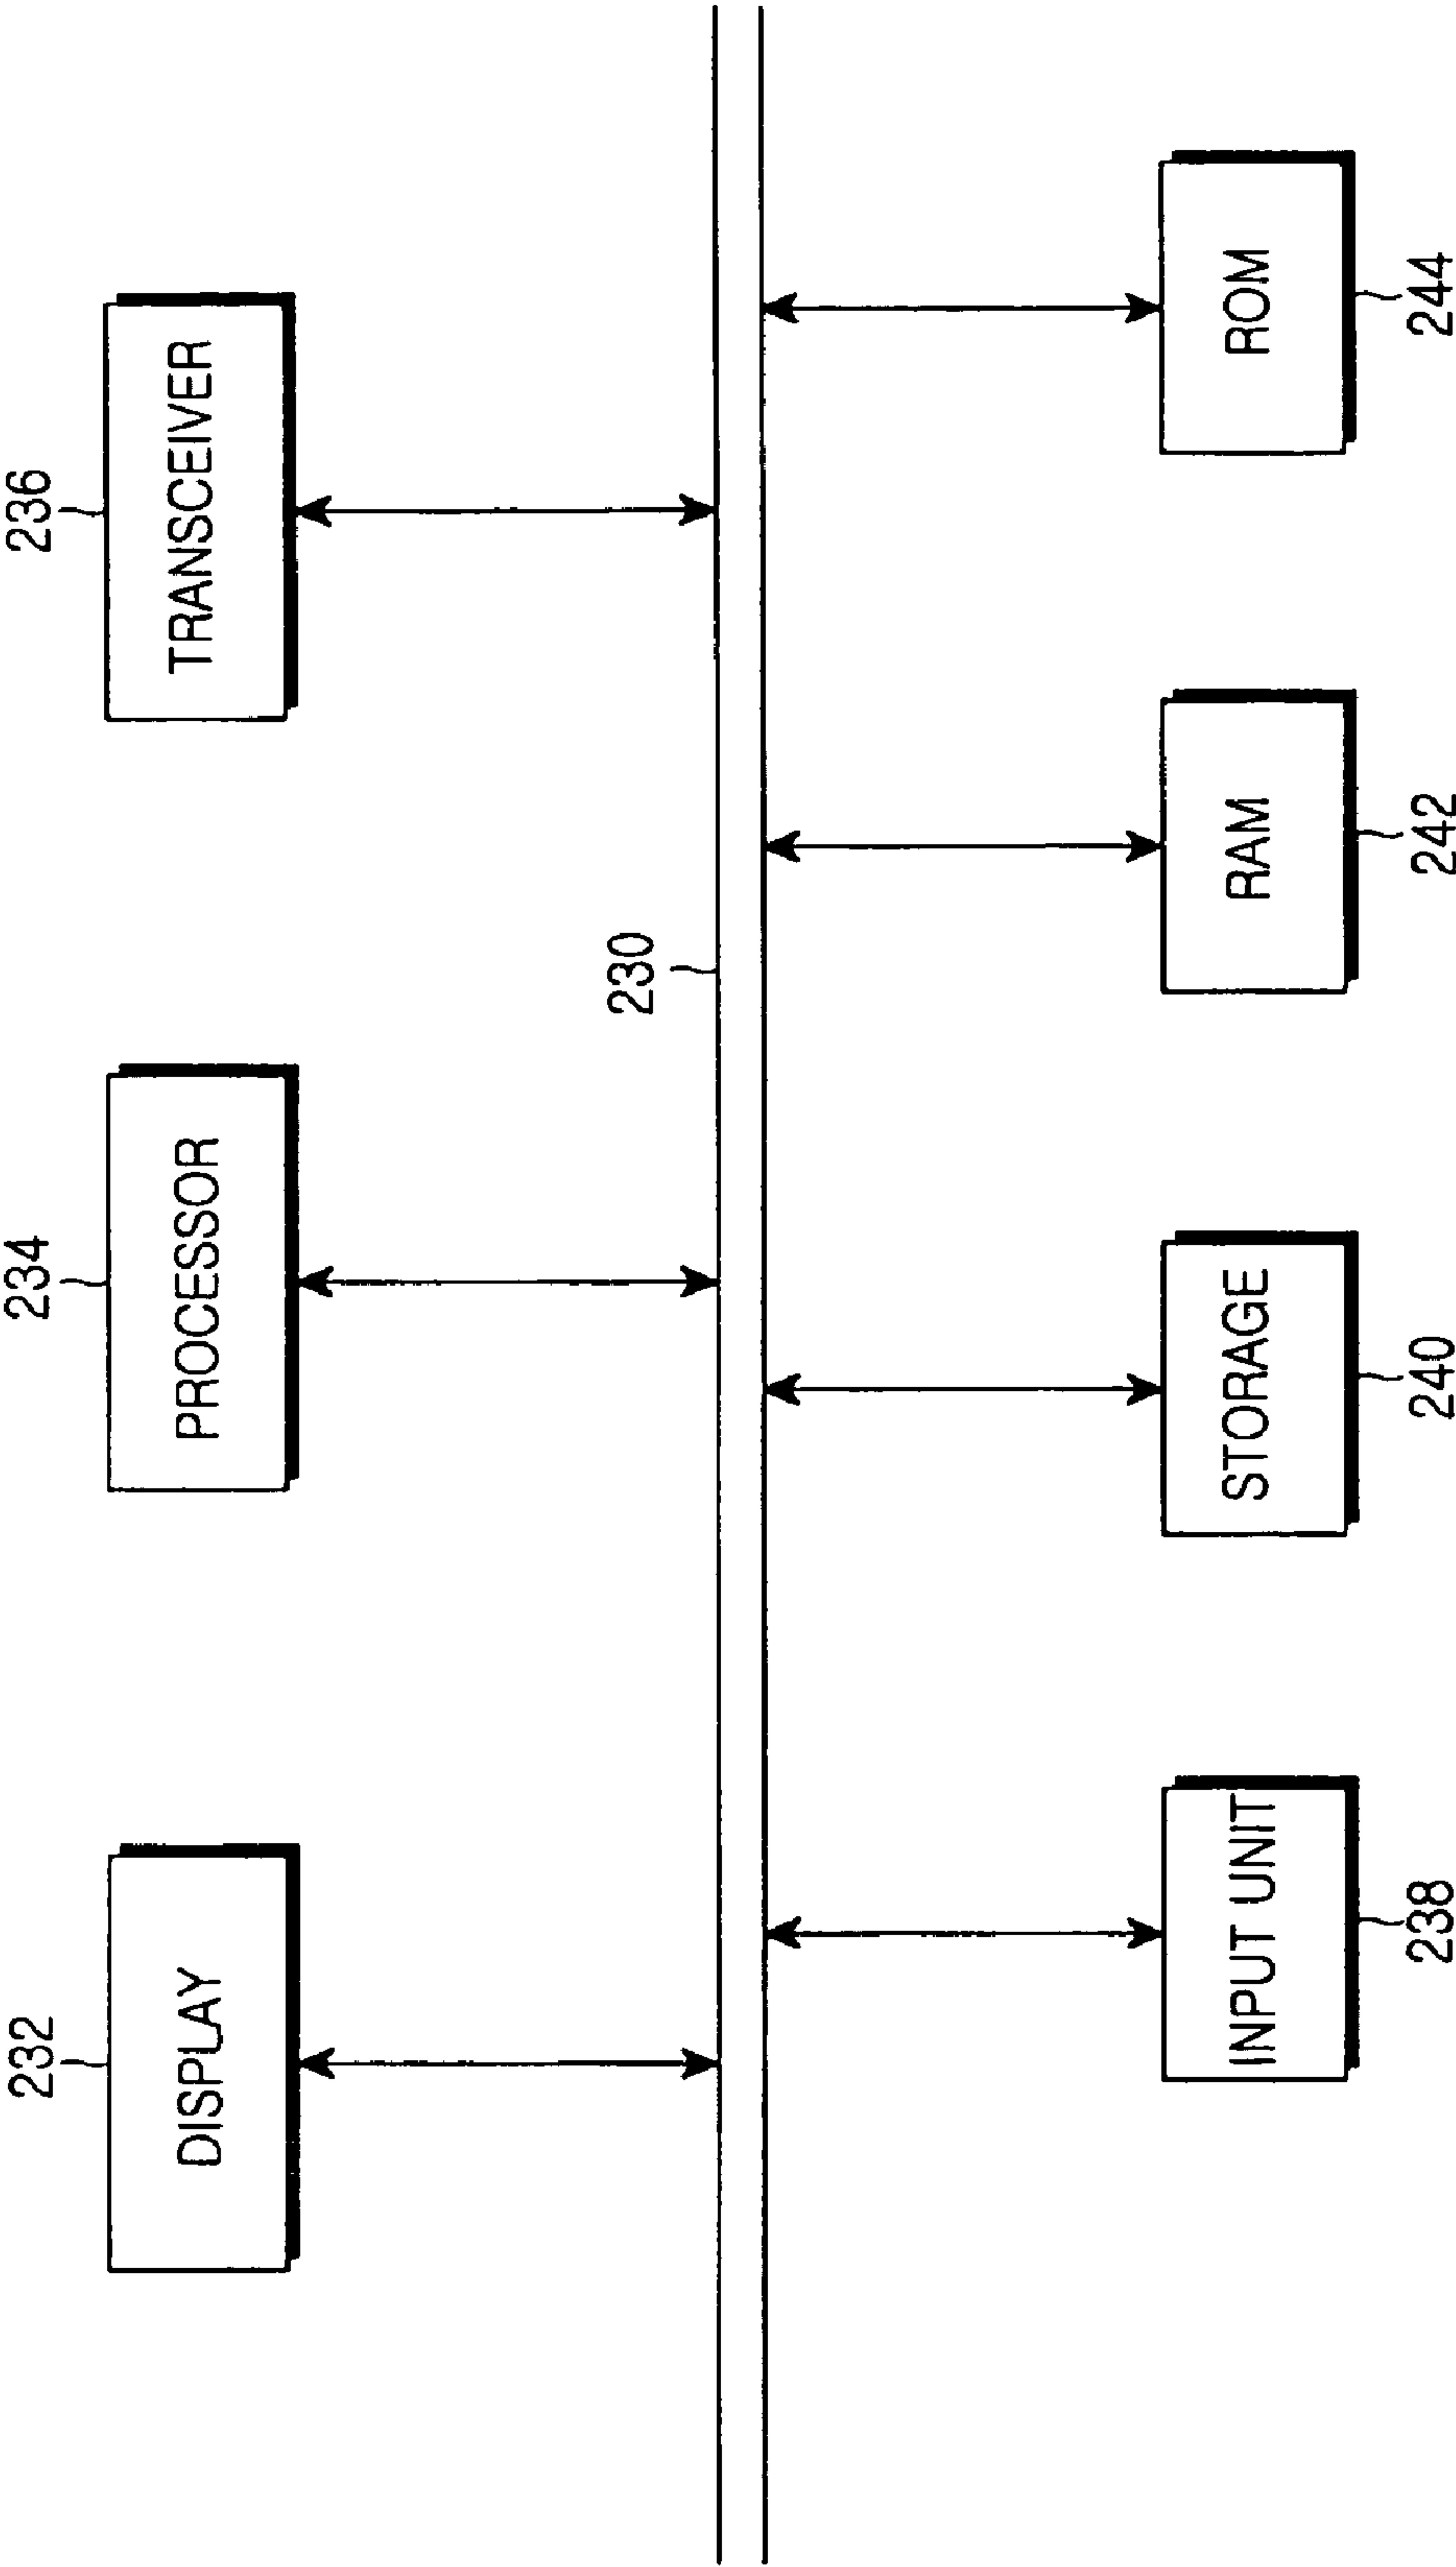 232
234
236
DISPLAY
PROCESSOR
TRANSCEIVER
230
INPUT UNIT
STORAGE
RAM
ROM
238
240
242
244